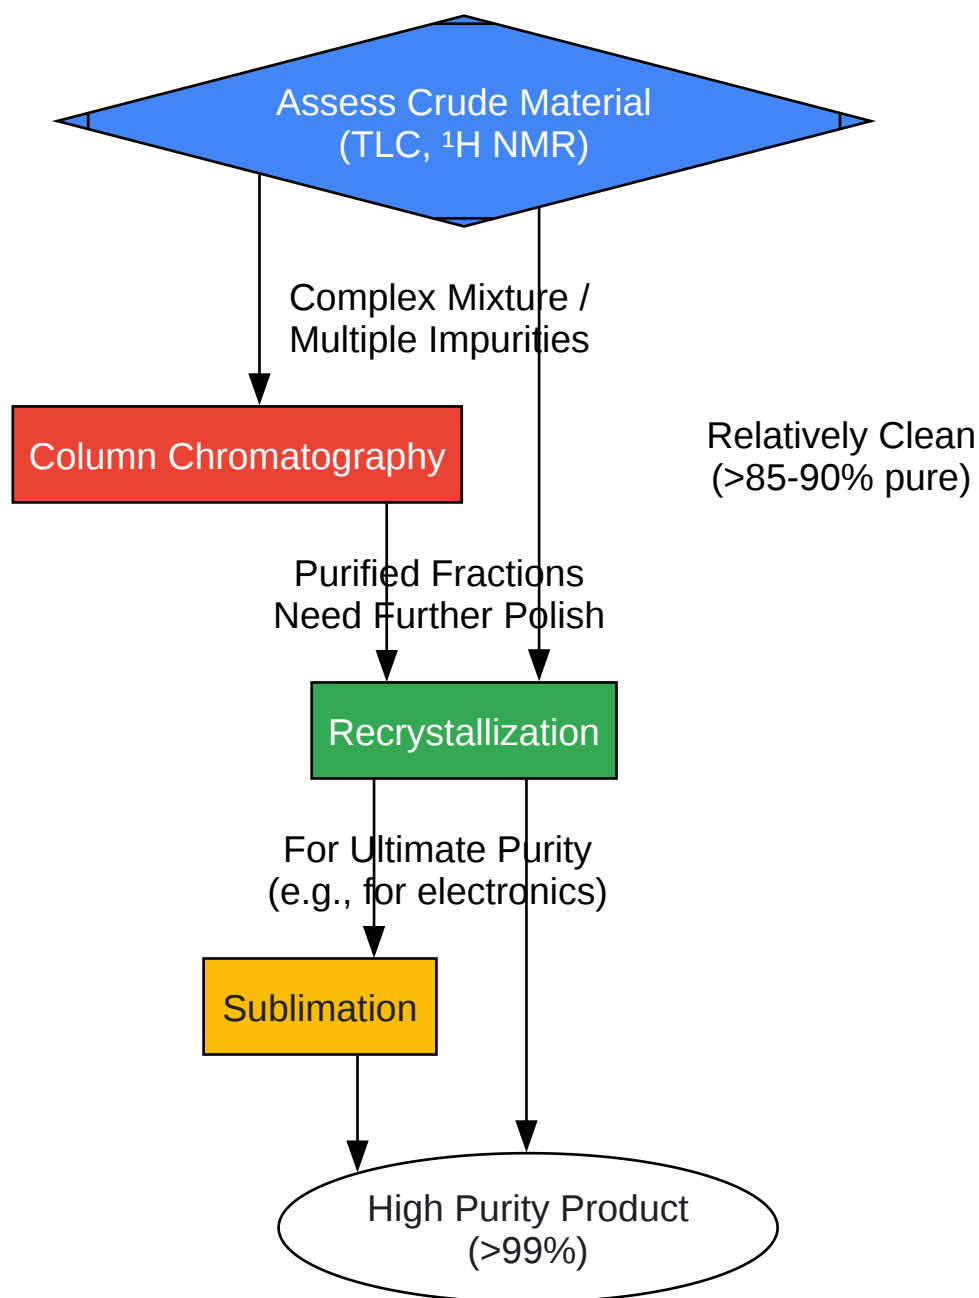 Assess Crude Material
(TLC, ¹H NMR)
Complex Mixture /
Multiple Impurities
Column Chromatography
Relatively Clean
(>85-90% pure)
Purified Fractions
Need Further Polish
Recrystallization
For Ultimate Purity
(e.g., for electronics)
Sublimation
High Purity Product
(>99%)